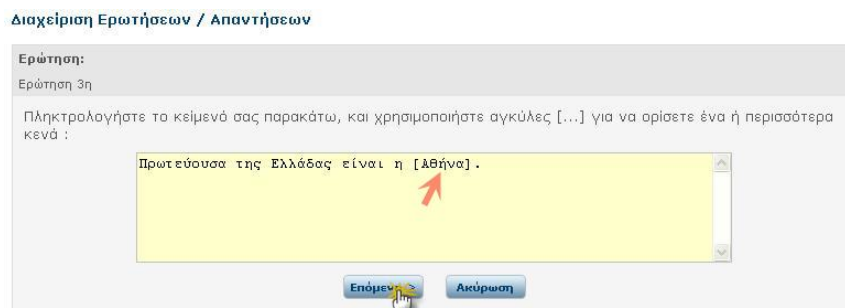 Διαχείριση Ερωτήσεων / Απαντήσεων
Ερώτηση:
Ερώτηση 3η
Πληκτρολογήστε το κείμενό σας παρακάτω, και χρησιμοποιήστε αγκύλες [...] για να ορίσετε ένα ή περισσότερα
κενά :
Πρωτεύουσα της Ελλάδας είναι η [Αθήνα].
Ακύρωση